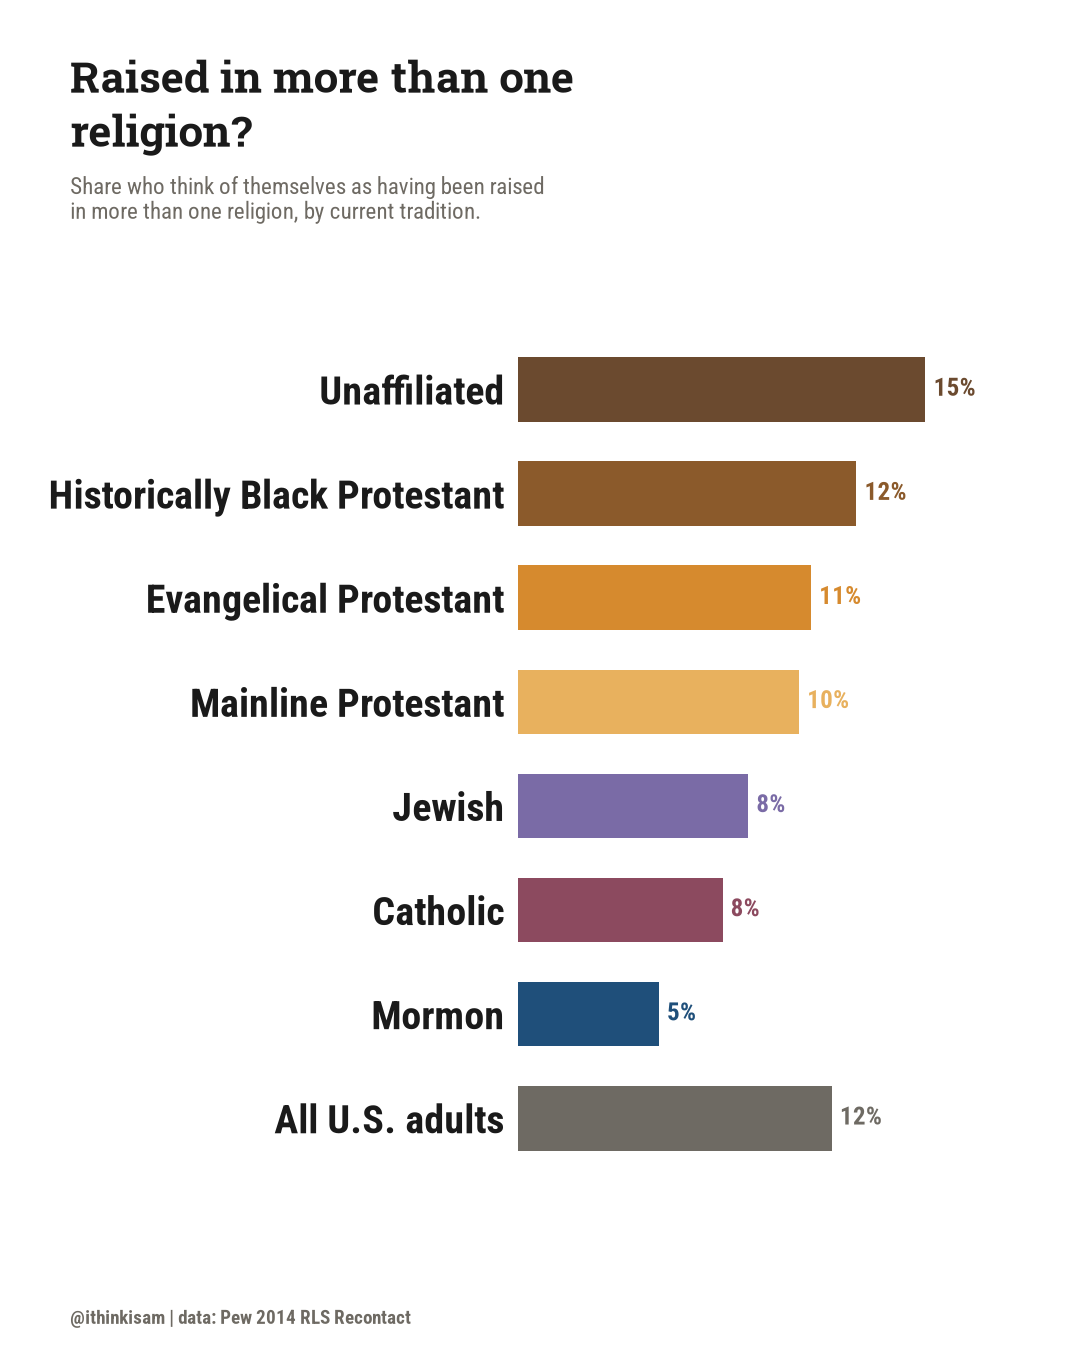 Raised in more than one
religion?
Share who think of themselves as having been raised
in more than one religion, by current tradition.
Unaffiliated 15%
Historically Black Protestant 12%
Evangelical Protestant 11%
Mainline Protestant 10%
Jewish 8%
Catholic 8%
Mormon 5%
All U.S. adults 12%
@ithinkisam | data: Pew 2014 RLS Recontact